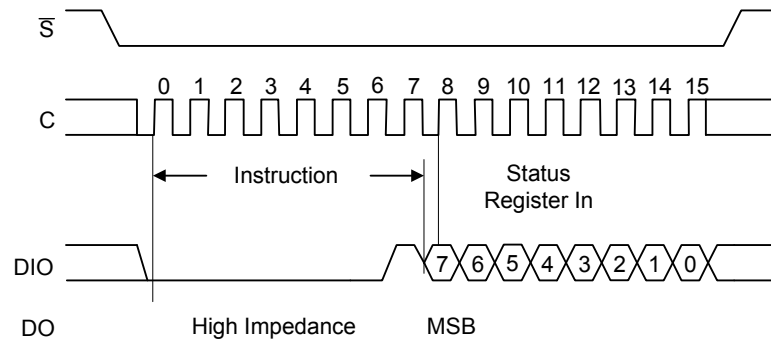 S̅
0 1 2 3 4 5 6 7 8 9 10 11 12 13 14 15
C
Instruction
Status
Register In
DIO
7 6 5 4 3 2 1 0
DO
High Impedance
MSB